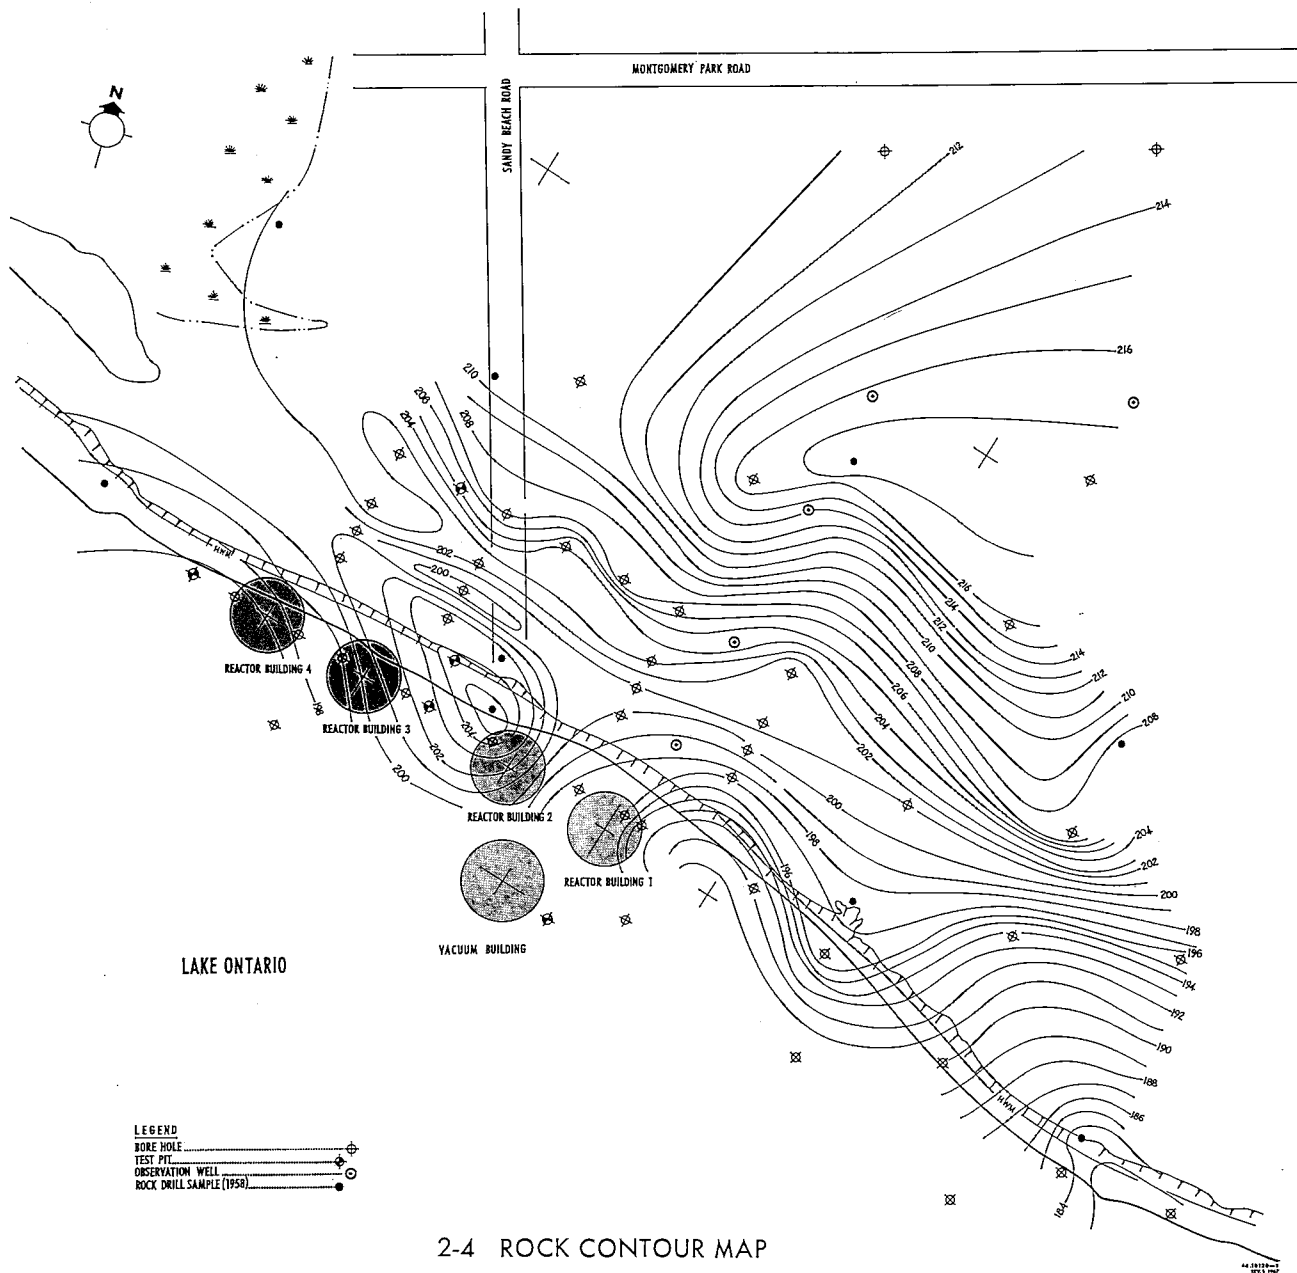 MONTGOMERY PARK ROAD
N
SANDY BEACH ROAD
212
214
216
210
206
204
208
202
200
HWM
REACTOR BUILDING 4
REACTOR BUILDING 3
198
204
202
200
REACTOR BUILDING 2
REACTOR BUILDING 1
VACUUM BUILDING
LAKE ONTARIO
216
214
212
210
208
206
204
202
200
198
196
214
212
210
208
204
202
200
198
196
194
192
190
188
186
184
HWM
LEGEND
BORE HOLE
TEST PIT
OBSERVATION WELL
ROCK DRILL SAMPLE (1958)
2-4 ROCK CONTOUR MAP